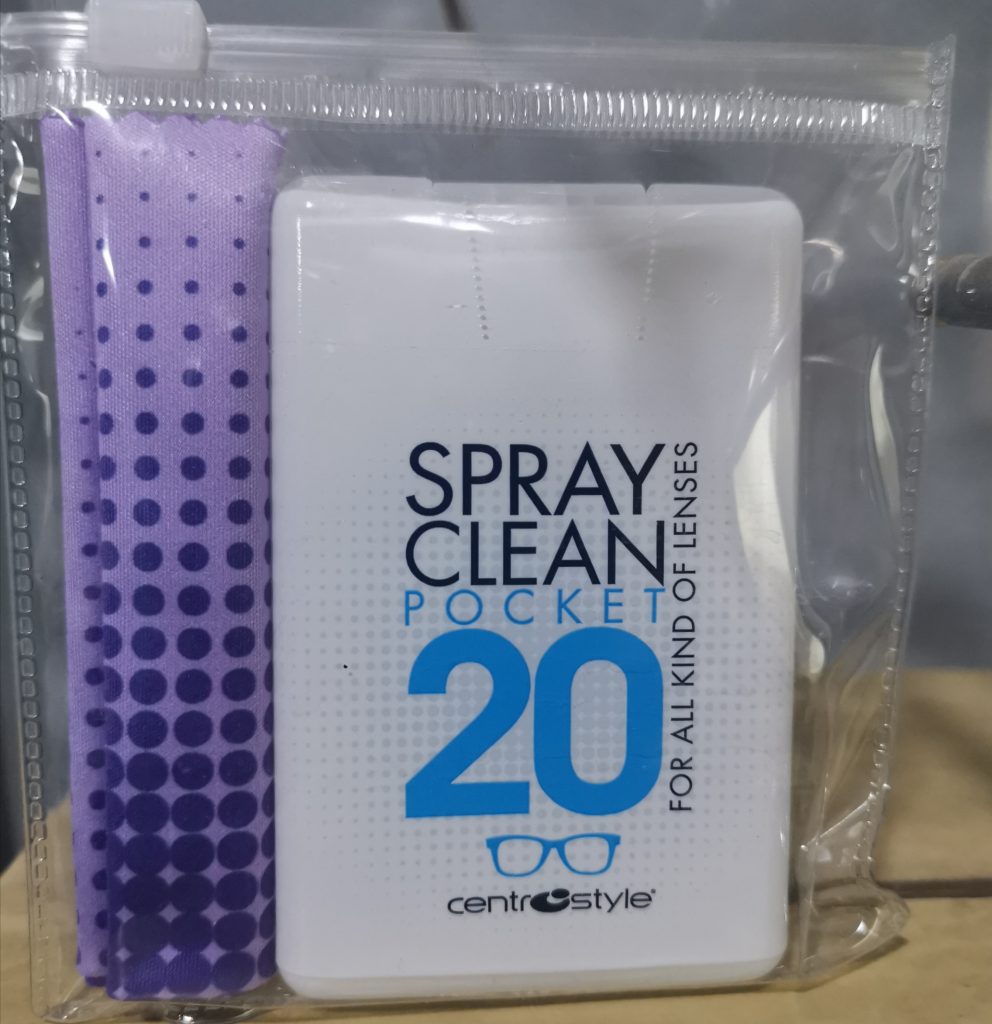 SPRAY
CLEAN
POCKET
20
FOR ALL KIND OF LENSES
centrostyle®